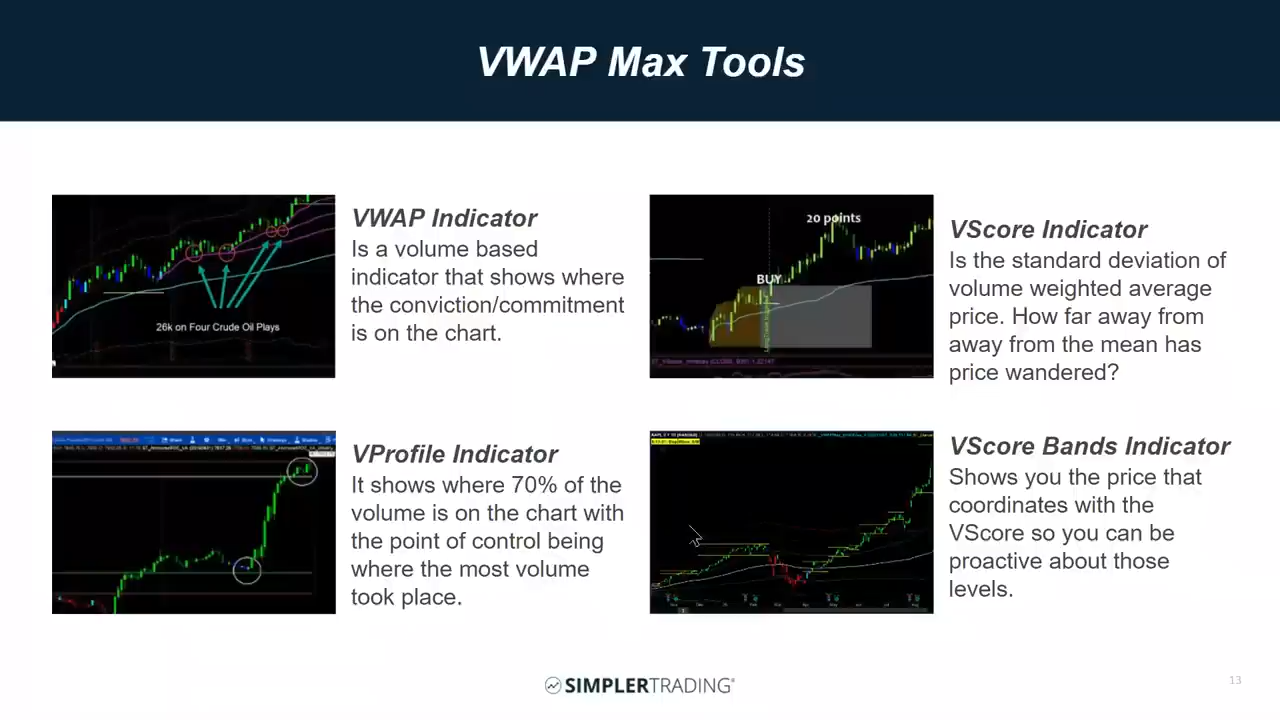 VWAP Max Tools
26k on Four Crude Oil Plays
VWAP Indicator
Is a volume based
indicator that shows where
the conviction/commitment
is on the chart.
20 points
BUY
VScore Indicator
Is the standard deviation of
volume weighted average
price. How far away from
away from the mean has
price wandered?
VProfile Indicator
It shows where 70% of the
volume is on the chart with
the point of control being
where the most volume
took place.
VScore Bands Indicator
Shows you the price that
coordinates with the
VScore so you can be
proactive about those
levels.
SIMPLERTRADING
13